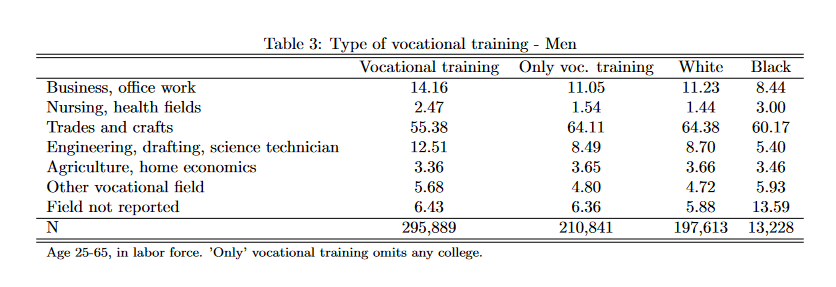 Table 3: Type of vocational training - Men
Vocational training Only voc. training White Black
Business, office work 14.16 11.05 11.23 8.44
Nursing, health fields 2.47 1.54 1.44 3.00
Trades and crafts 55.38 64.11 64.38 60.17
Engineering, drafting, science technician 12.51 8.49 8.70 5.40
Agriculture, home economics 3.36 3.65 3.66 3.46
Other vocational field 5.68 4.80 4.72 5.93
Field not reported 6.43 6.36 5.88 13.59
N 295,889 210,841 197,613 13,228
Age 25-65, in labor force. 'Only' vocational training omits any college.